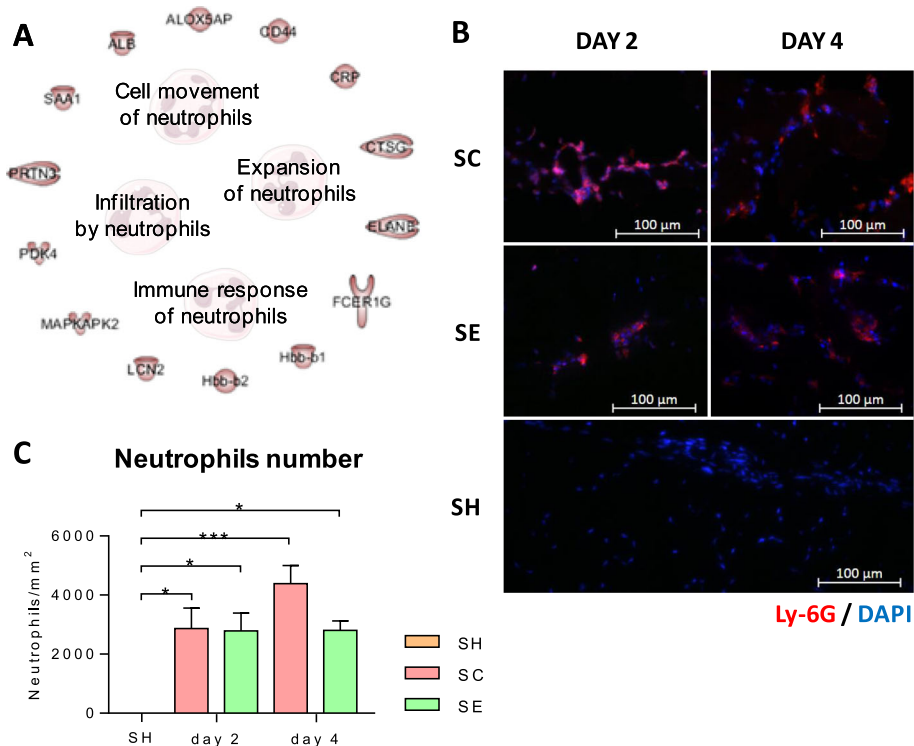 A
ALOX5AP
CD44
ALB
CRP
SAA1
Cell movement
of neutrophils
CTSG
Expansion
of neutrophils
PRTN3
Infiltration
by neutrophils
ELANE
PDK4
Immune response
of neutrophils
FCER1G
MAPKAPK2
Hbb-b1
LCN2
Hbb-b2
B
DAY 2
DAY 4
SC
100 µm
100 µm
SE
100 µm
100 µm
SH
100 µm
Ly-6G / DAPI
C
Neutrophils number
Neutrophils/mm²
6000
4000
2000
0
*
***
*
*
SH
day 2
day 4
SH
SC
SE